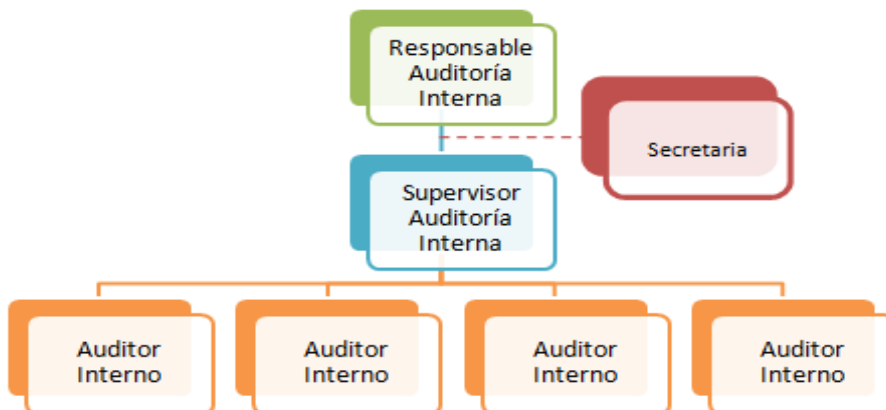 Responsable
Auditoría
Interna
Secretaria
Supervisor
Auditoría
Interna
Auditor
Interno
Auditor
Interno
Auditor
Interno
Auditor
Interno